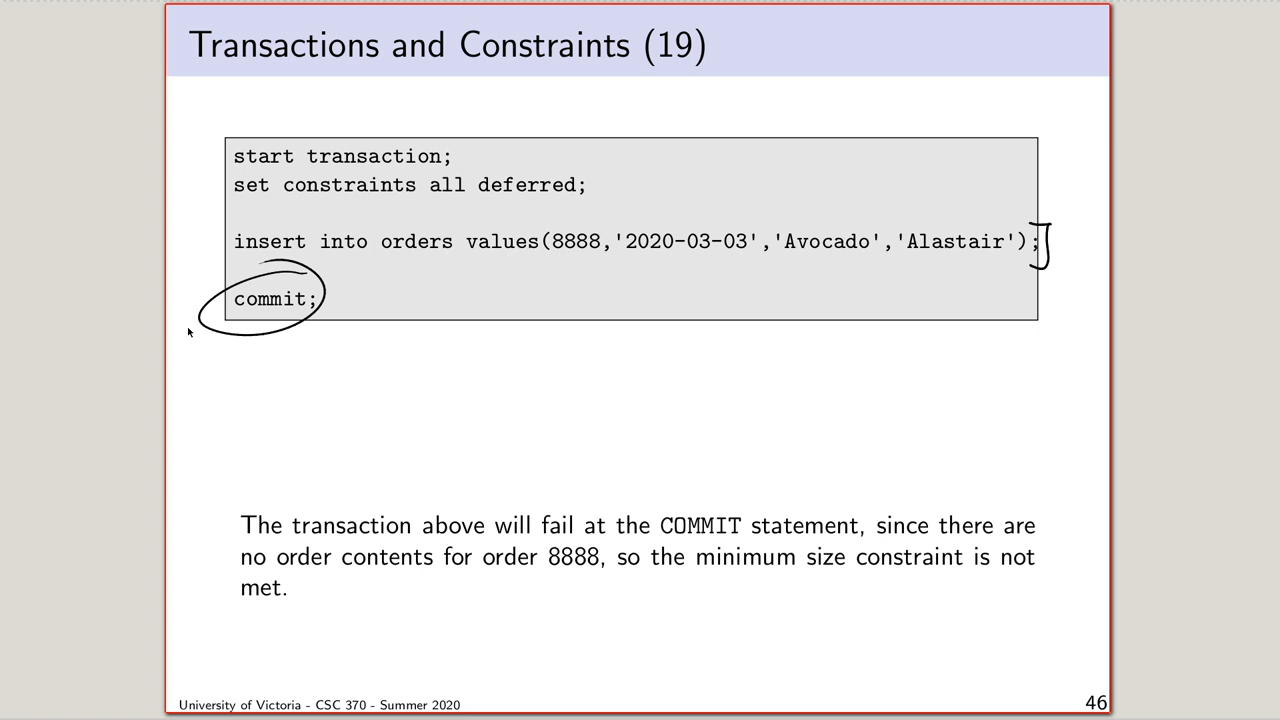 Transactions and Constraints (19)
start transaction;
set constraints all deferred;
insert into orders values(8888,'2020-03-03','Avocado','Alastair');
commit;
The transaction above will fail at the COMMIT statement, since there are
no order contents for order 8888, so the minimum size constraint is not
met.
University of Victoria - CSC 370 - Summer 2020
46